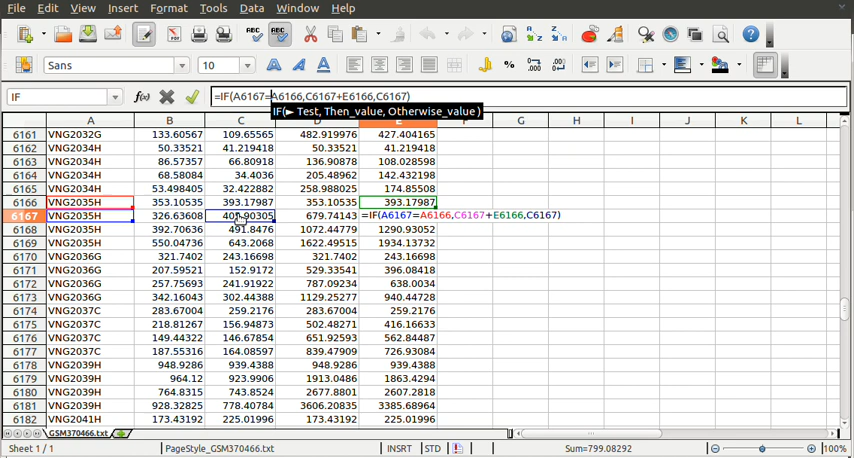 File Edit View Insert Format Tools Data Window Help
Sans 10
IF =IF(A6167=A6166,C6167+E6166,C6167)
IF(► Test, Then_value, Otherwise_value )
A B C D E F G H I J K L
6161 VNG2032G 133.60567 109.65565 482.919976 427.404165
6162 VNG2034H 50.33521 41.219418 50.33521 41.219418
6163 VNG2034H 86.57357 66.80918 136.90878 108.028598
6164 VNG2034H 68.58084 34.4036 205.48962 142.432198
6165 VNG2034H 53.498405 32.422882 258.988025 174.85508
6166 VNG2035H 353.10535 393.17987 353.10535 393.17987
6167 VNG2035H 326.63608 679.74143 =IF(A6167=A6166,C6167+E6166,C6167)
6168 VNG2035H 392.70636 491.8476 1072.44779 1290.93052
6169 VNG2035H 550.04736 643.2068 1622.49515 1934.13732
6170 VNG2036G 321.7402 243.16698 321.7402 243.16698
6171 VNG2036G 207.59521 152.9172 529.33541 396.08418
6172 VNG2036G 257.75693 241.91922 787.09234 638.0034
6173 VNG2036G 342.16043 302.44388 1129.25277 940.44728
6174 VNG2037C 283.67004 259.2176 283.67004 259.2176
6175 VNG2037C 218.81267 156.94873 502.48271 416.16633
6176 VNG2037C 149.44322 146.67854 651.92593 562.84487
6177 VNG2037C 187.55316 164.08597 839.47909 726.93084
6178 VNG2039H 948.9286 939.4388 948.9286 939.4388
6179 VNG2039H 964.12 923.9906 1913.0486 1863.4294
6180 VNG2039H 764.8315 743.8524 2677.8801 2607.2818
6181 VNG2039H 928.32825 778.40784 3606.20835 3385.68964
6182 VNG2041H 173.43192 225.01996 173.43192 225.01996
GSM370466.txt
Sheet 1 / 1 PageStyle_GSM370466.txt INSRT STD Sum=799.08292 100%